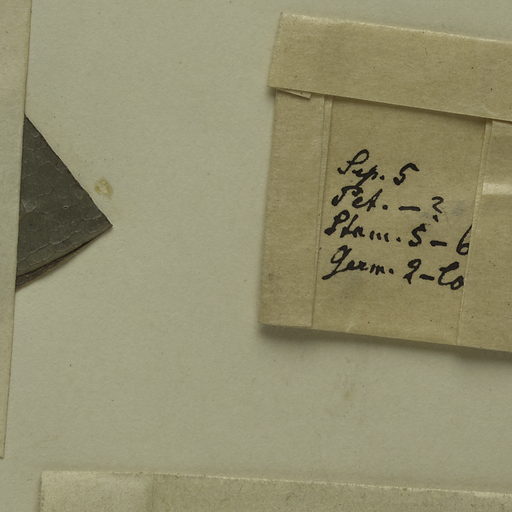 Sep. 5
Pet. – ?
Stam. 5 – 6
Germ. 2 – lo